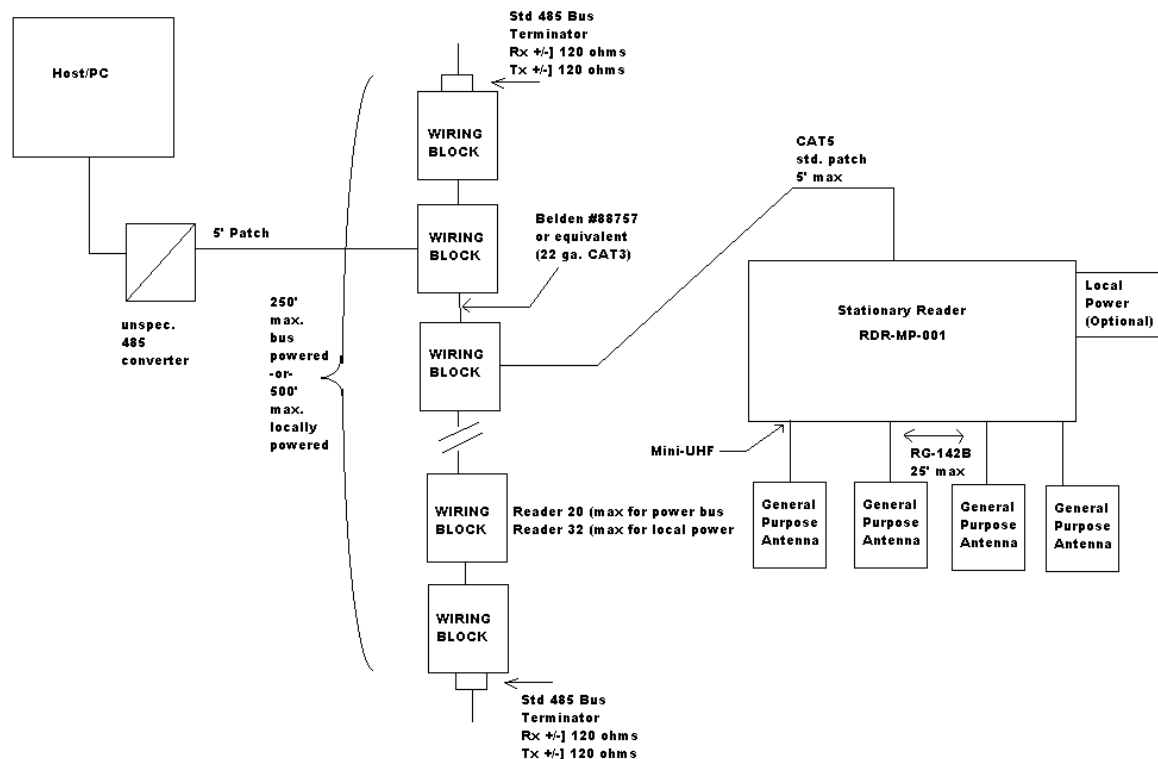 Std 485 Bus
Terminator
Rx +/-] 120 ohms
Tx +/-] 120 ohms
Host/PC
WIRING
BLOCK
CAT5
std. patch
5' max
5' Patch
WIRING
BLOCK
Belden #88757
or equivalent
(22 ga. CAT3)
unspec.
485
converter
250'
max.
bus
powered
-or-
500'
max.
locally
powered
WIRING
BLOCK
Stationary Reader
RDR-MP-001
Local
Power
(Optional)
Mini-UHF
RG-142B
25' max
WIRING
BLOCK
Reader 20 (max for power bus
Reader 32 (max for local power
General
Purpose
Antenna
General
Purpose
Antenna
General
Purpose
Antenna
General
Purpose
Antenna
WIRING
BLOCK
Std 485 Bus
Terminator
Rx +/-] 120 ohms
Tx +/-] 120 ohms